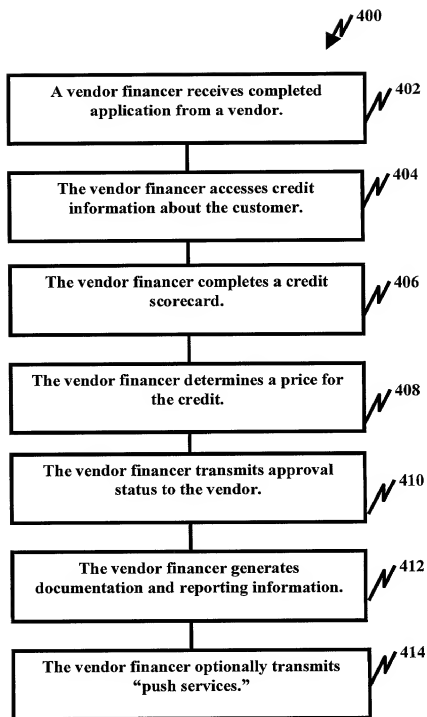 400
A vendor financer receives completed
application from a vendor.
402
The vendor financer accesses credit
information about the customer.
404
The vendor financer completes a credit
scorecard.
406
The vendor financer determines a price for
the credit.
408
The vendor financer transmits approval
status to the vendor.
410
The vendor financer generates
documentation and reporting information.
412
The vendor financer optionally transmits
“push services.”
414